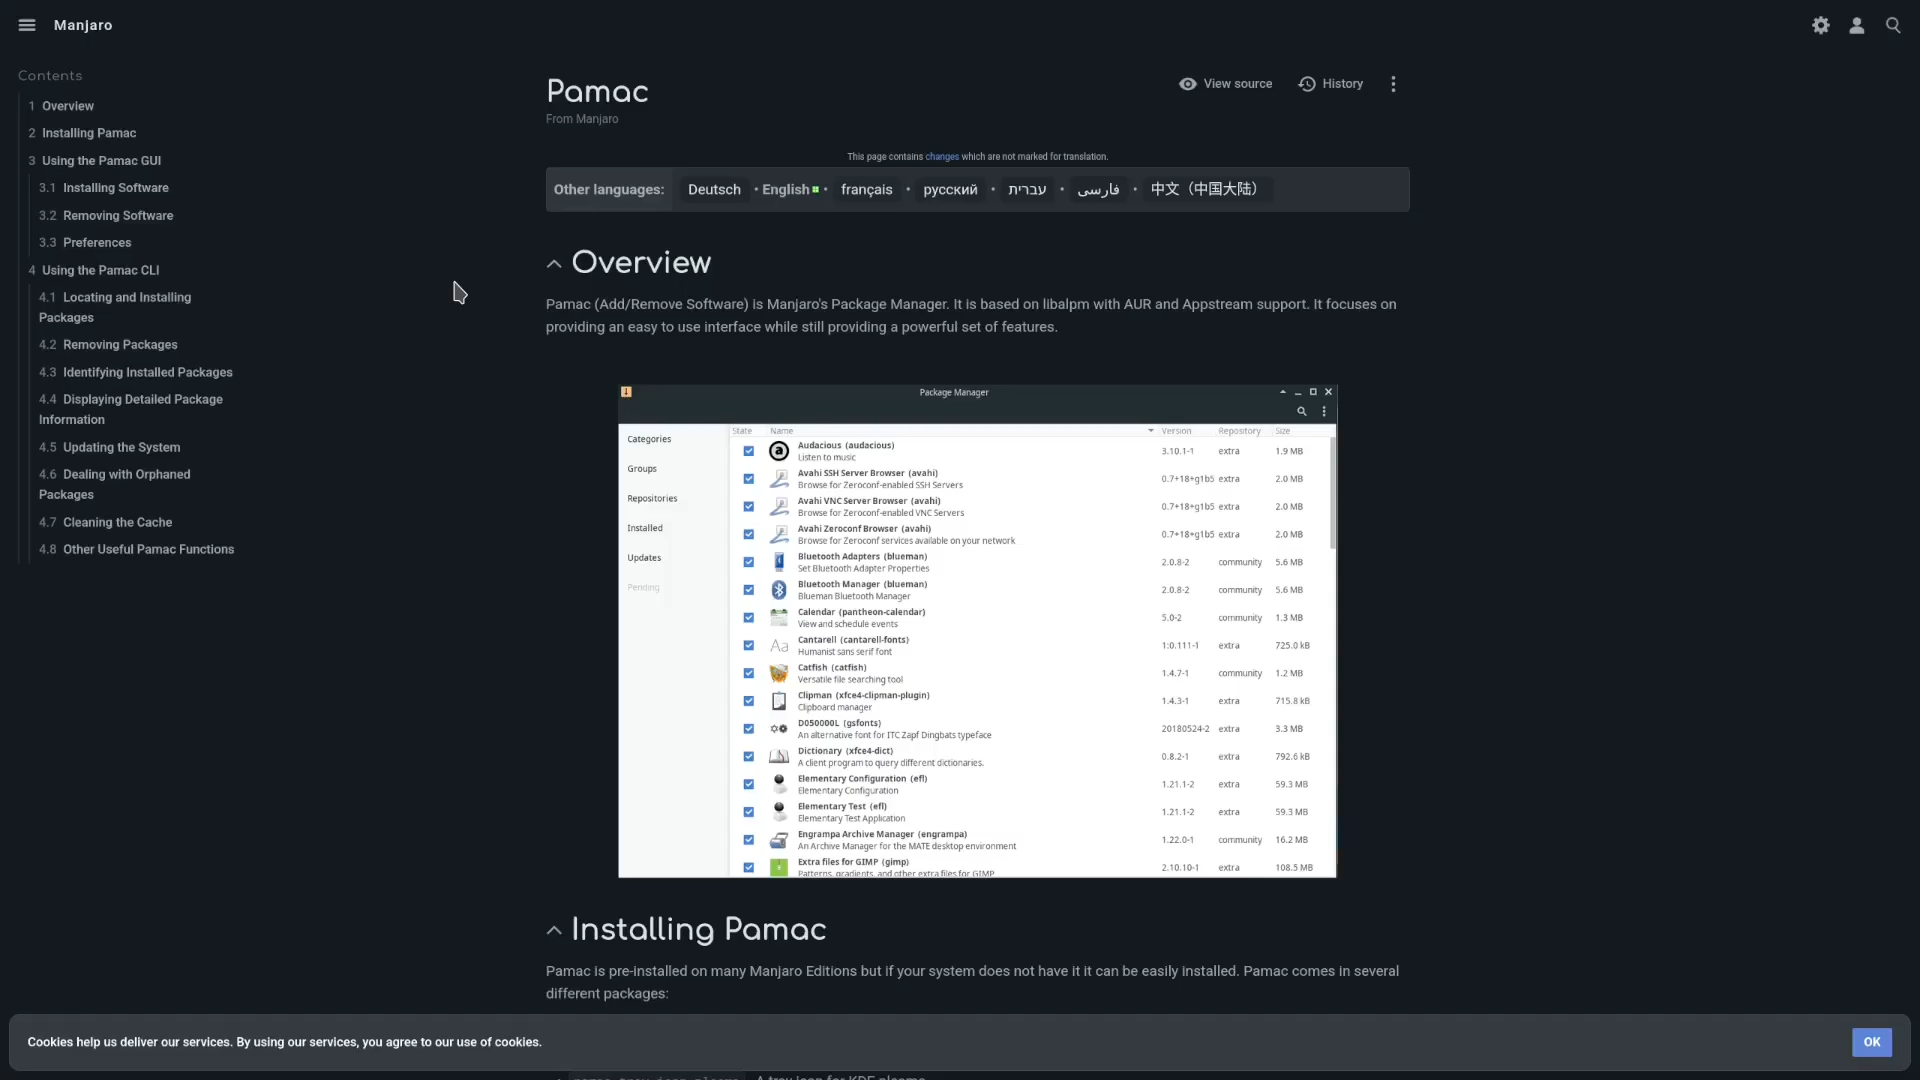 Manjaro
Contents
1 Overview
2 Installing Pamac
3 Using the Pamac GUI
3.1 Installing Software
3.2 Removing Software
3.3 Preferences
4 Using the Pamac CLI
4.1 Locating and Installing
Packages
4.2 Removing Packages
4.3 Identifying Installed Packages
4.4 Displaying Detailed Package
Information
4.5 Updating the System
4.6 Dealing with Orphaned
Packages
4.7 Cleaning the Cache
4.8 Other Useful Pamac Functions
Pamac
View source
History
From Manjaro
This page contains changes which are not marked for translation.
Other languages: Deutsch • English • français • русский • עברית • فارسی • 中文（中国大陆）
Overview
Pamac (Add/Remove Software) is Manjaro's Package Manager. It is based on libalpm with AUR and Appstream support. It focuses on
providing an easy to use interface while still providing a powerful set of features.
Package Manager
Categories
Groups
Repositories
Installed
Updates
Pending
State Name Version Repository Size
Audacious (audacious) 3.10.1-1 extra 1.9 MB
Listen to music
Avahi SSH Server Browser (avahi) 0.7+18+g1b5 extra 2.0 MB
Browse for Zeroconf-enabled SSH Servers
Avahi VNC Server Browser (avahi) 0.7+18+g1b5 extra 2.0 MB
Browse for Zeroconf-enabled VNC Servers
Avahi Zeroconf Browser (avahi) 0.7+18+g1b5 extra 2.0 MB
Browse for Zeroconf services available on your network
Bluetooth Adapters (blueman) 2.0.8-2 community 5.6 MB
Set Bluetooth Adapter Properties
Bluetooth Manager (blueman) 2.0.8-2 community 5.6 MB
Blueman Bluetooth Manager
Calendar (pantheon-calendar) 5.0-2 community 1.3 MB
View and schedule events
Cantarell (cantarell-fonts) 1:0.111-1 extra 725.0 kB
Humanist sans serif font
Catfish (catfish) 1.4.7-1 community 1.2 MB
Versatile file searching tool
Clipman (xfce4-clipman-plugin) 1.4.3-1 extra 715.8 kB
Clipboard manager
D050000L (gsfonts) 20180524-2 extra 3.3 MB
An alternative font for ITC Zapf Dingbats typeface
Dictionary (xfce4-dict) 0.8.2-1 extra 792.6 kB
A client program to query different dictionaries.
Elementary Configuration (efl) 1.21.1-2 extra 59.3 MB
Elementary Configuration
Elementary Test (efl) 1.21.1-2 extra 59.3 MB
Elementary Test Application
Engrampa Archive Manager (engrampa) 1.22.0-1 community 16.2 MB
An Archive Manager for the MATE desktop environment
Extra files for GIMP (gimp) 2.10.10-1 extra 108.5 MB
Patterns, gradients, and other extra files for GIMP
Installing Pamac
Pamac is pre-installed on many Manjaro Editions but if your system does not have it it can be easily installed. Pamac comes in several
different packages:
Cookies help us deliver our services. By using our services, you agree to our use of cookies.
OK